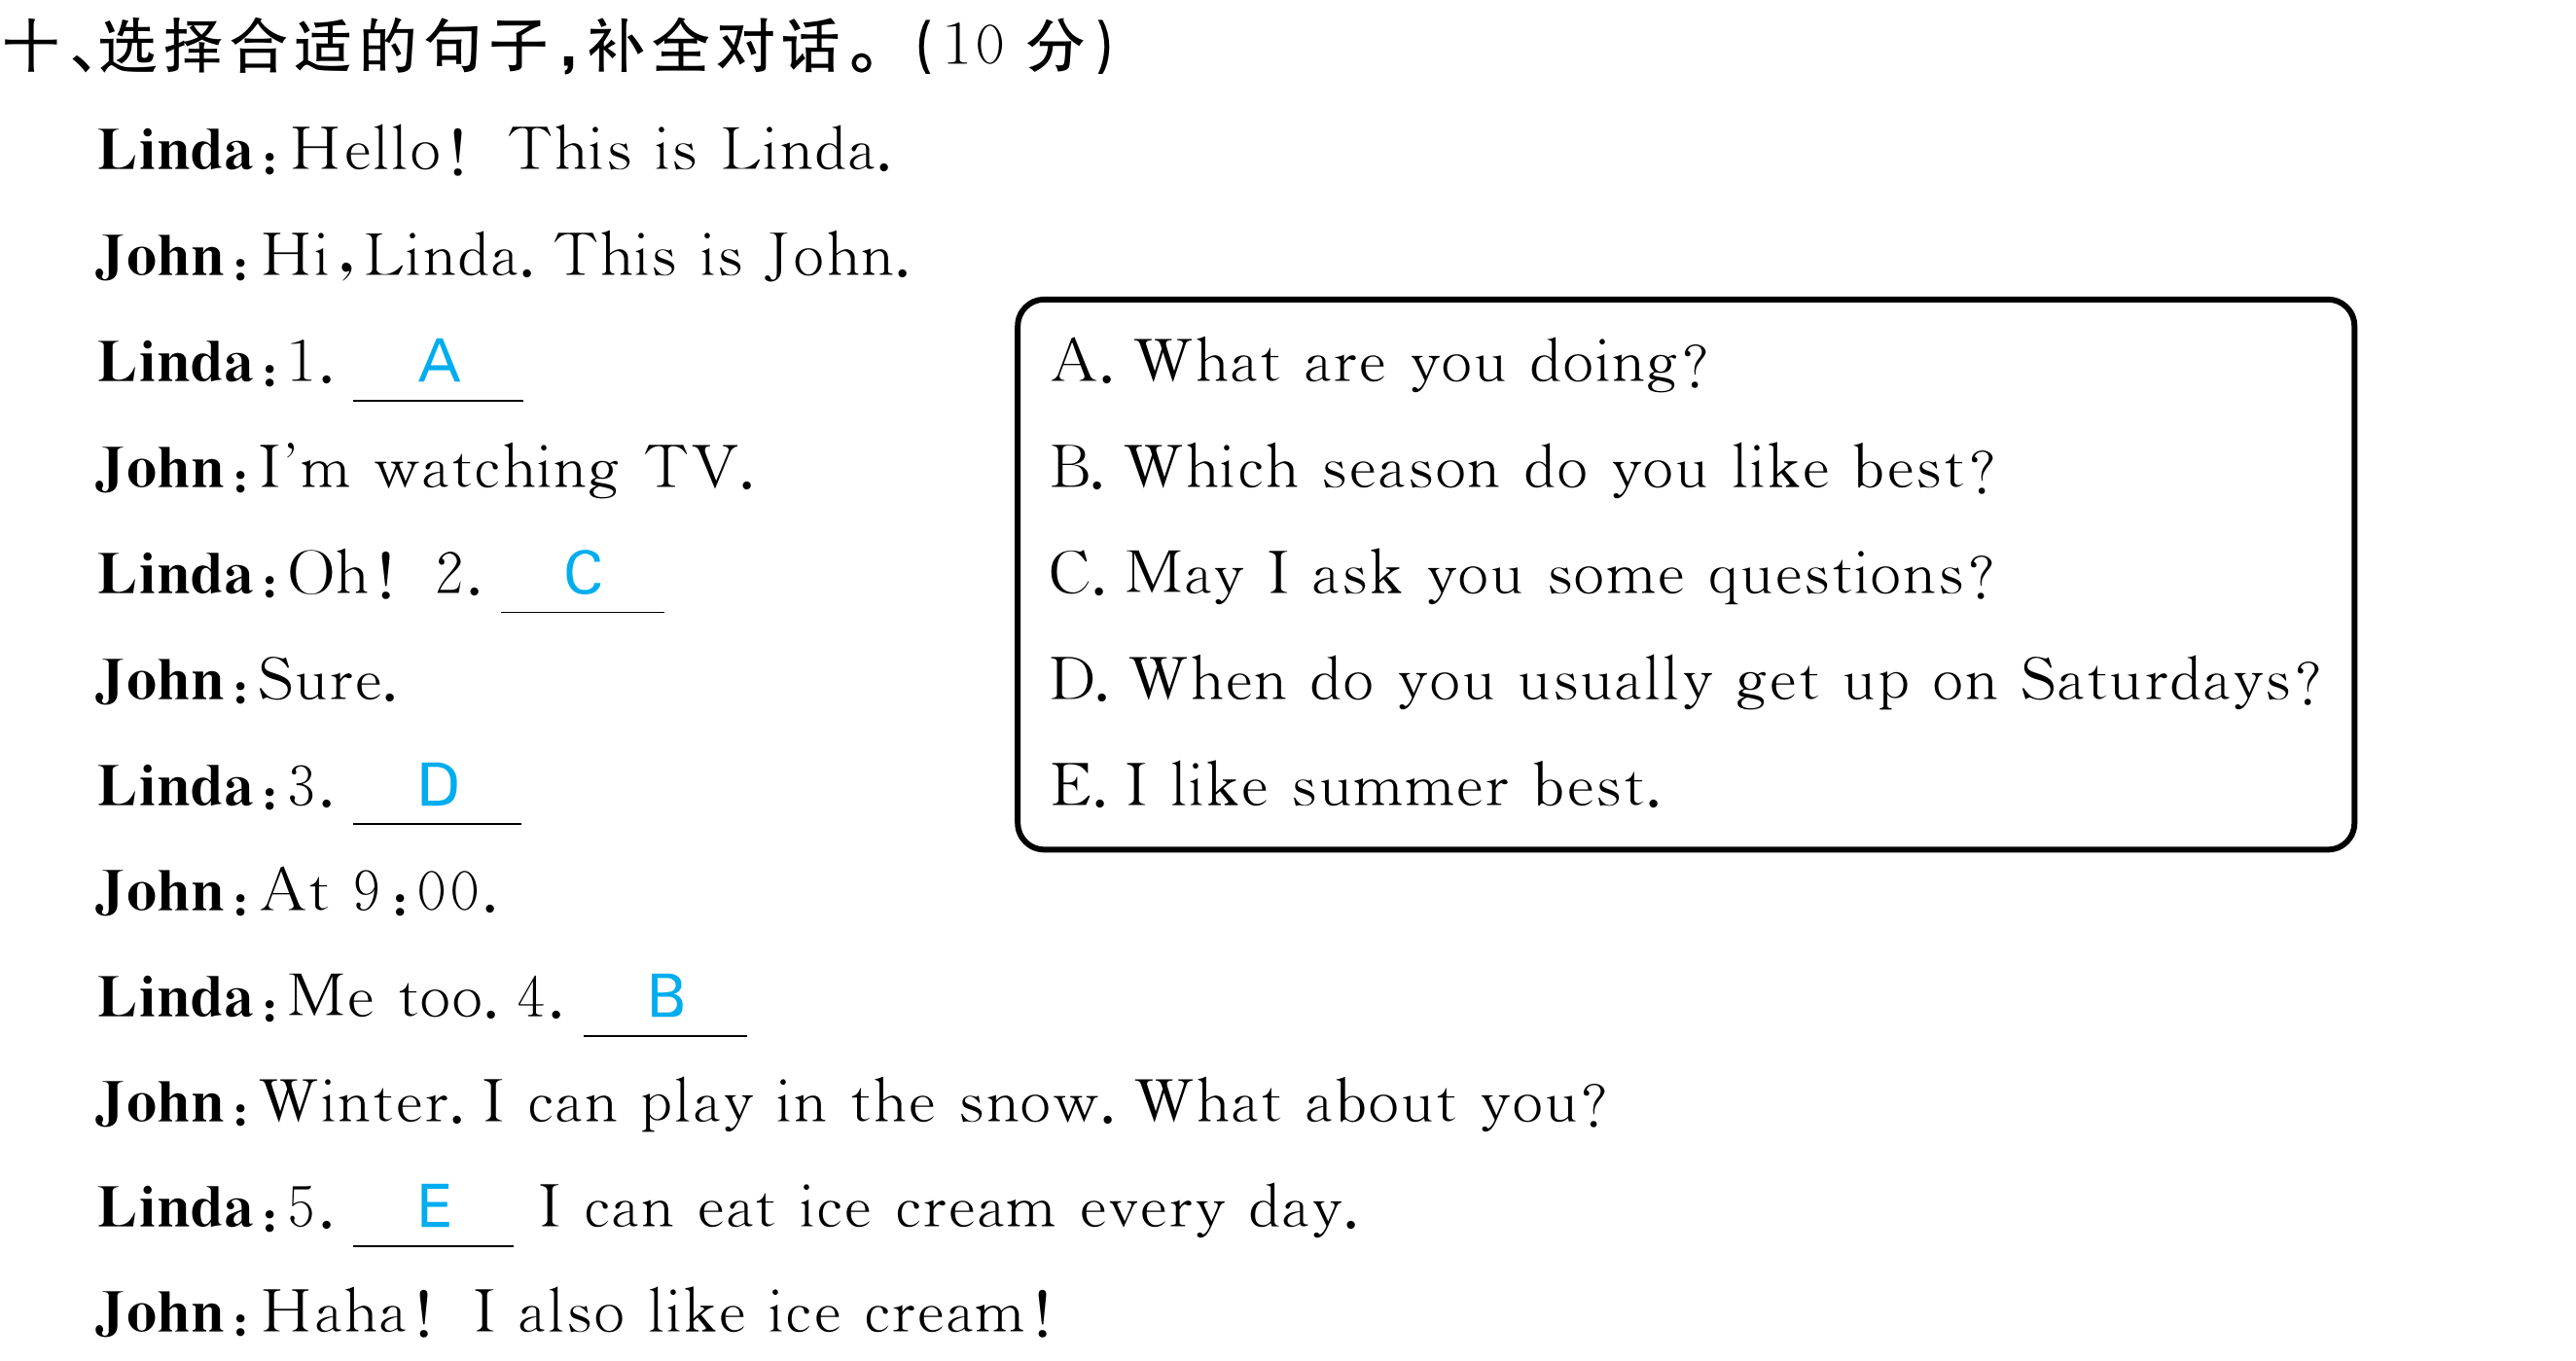 十、选择合适的句子,补全对话。(10 分)
Linda:Hello! This is Linda.
John:Hi,Linda. This is John.
Linda:1. A
John:I'm watching TV.
Linda:Oh! 2. C
John:Sure.
Linda:3. D
John:At 9:00.
Linda:Me too. 4. B
John:Winter. I can play in the snow. What about you?
Linda:5. E I can eat ice cream every day.
John:Haha! I also like ice cream!
A. What are you doing?
B. Which season do you like best?
C. May I ask you some questions?
D. When do you usually get up on Saturdays?
E. I like summer best.